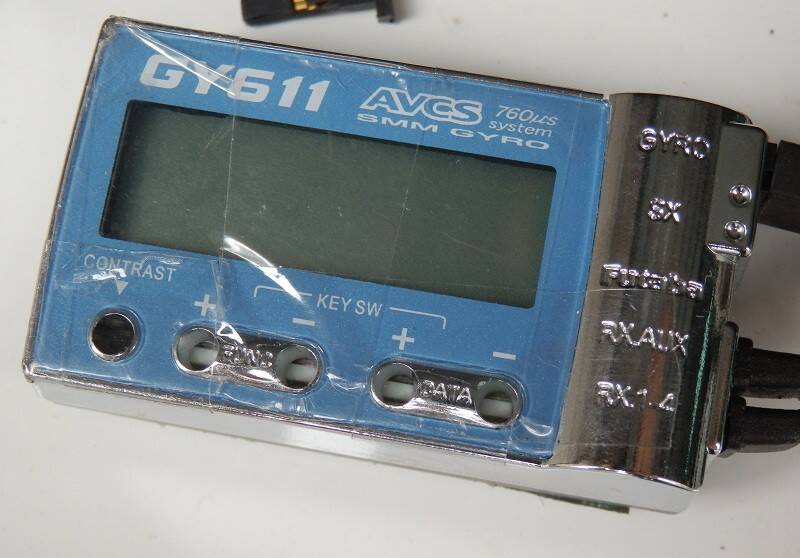 GY611
AVCS 760µs
system
SMM GYRO
CONTRAST
+ KEY SW −
+ −
FUNC
DATA
GYRO
SX
Futaba
RX.AUX
RX.1.4